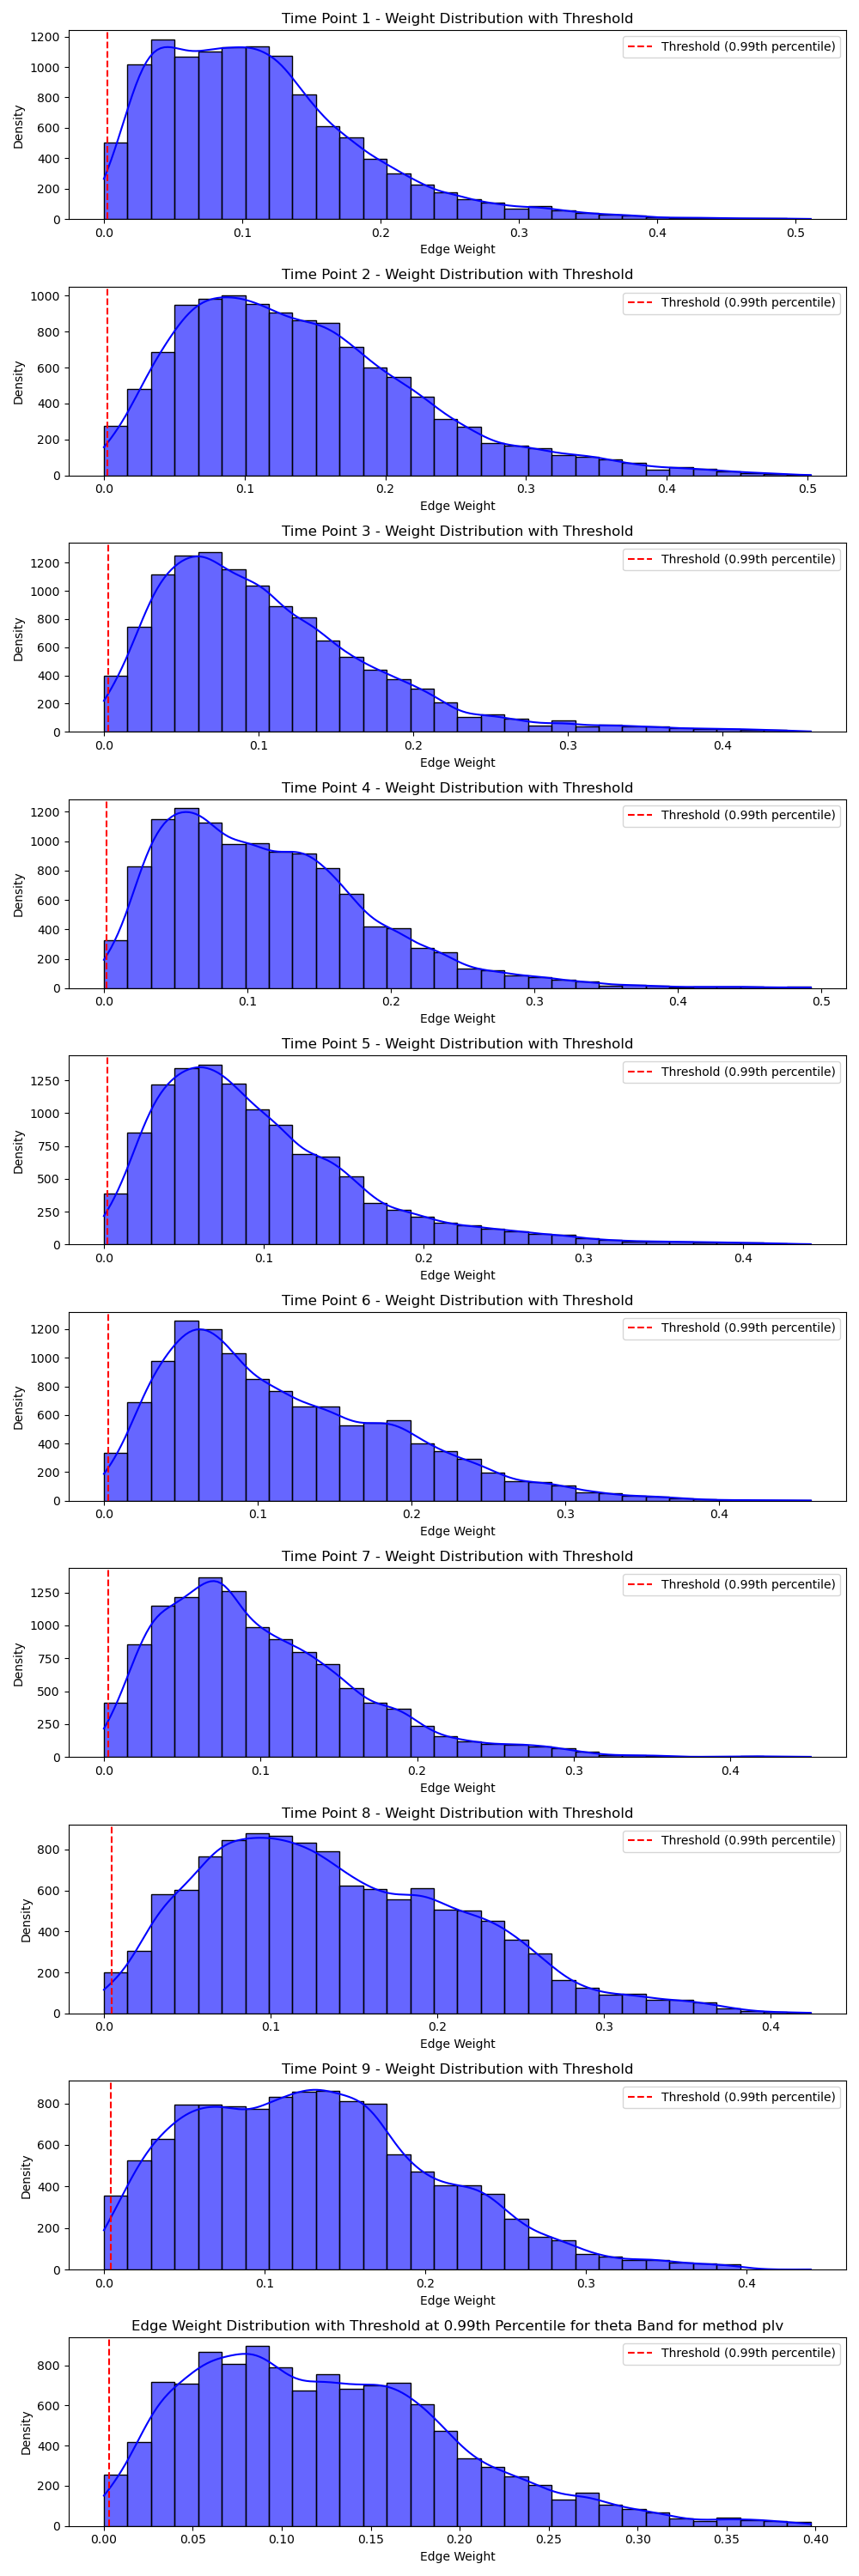 Time Point 1 - Weight Distribution with Threshold
1200
1000
800
600
400
200
0
Density
Threshold (0.99th percentile)
0.0 0.1 0.2 0.3 0.4 0.5
Edge Weight
Time Point 2 - Weight Distribution with Threshold
1000
800
600
400
200
0
Density
Threshold (0.99th percentile)
0.0 0.1 0.2 0.3 0.4 0.5
Edge Weight
Time Point 3 - Weight Distribution with Threshold
1200
1000
800
600
400
200
0
Density
Threshold (0.99th percentile)
0.0 0.1 0.2 0.3 0.4
Edge Weight
Time Point 4 - Weight Distribution with Threshold
1200
1000
800
600
400
200
0
Density
Threshold (0.99th percentile)
0.0 0.1 0.2 0.3 0.4 0.5
Edge Weight
Time Point 5 - Weight Distribution with Threshold
1250
1000
750
500
250
0
Density
Threshold (0.99th percentile)
0.0 0.1 0.2 0.3 0.4
Edge Weight
Time Point 6 - Weight Distribution with Threshold
1200
1000
800
600
400
200
0
Density
Threshold (0.99th percentile)
0.0 0.1 0.2 0.3 0.4
Edge Weight
Time Point 7 - Weight Distribution with Threshold
1250
1000
750
500
250
0
Density
Threshold (0.99th percentile)
0.0 0.1 0.2 0.3 0.4
Edge Weight
Time Point 8 - Weight Distribution with Threshold
800
600
400
200
0
Density
Threshold (0.99th percentile)
0.0 0.1 0.2 0.3 0.4
Edge Weight
Time Point 9 - Weight Distribution with Threshold
800
600
400
200
0
Density
Threshold (0.99th percentile)
0.0 0.1 0.2 0.3 0.4
Edge Weight
Edge Weight Distribution with Threshold at 0.99th Percentile for theta Band for method plv
800
600
400
200
0
Density
Threshold (0.99th percentile)
0.00 0.05 0.10 0.15 0.20 0.25 0.30 0.35 0.40
Edge Weight